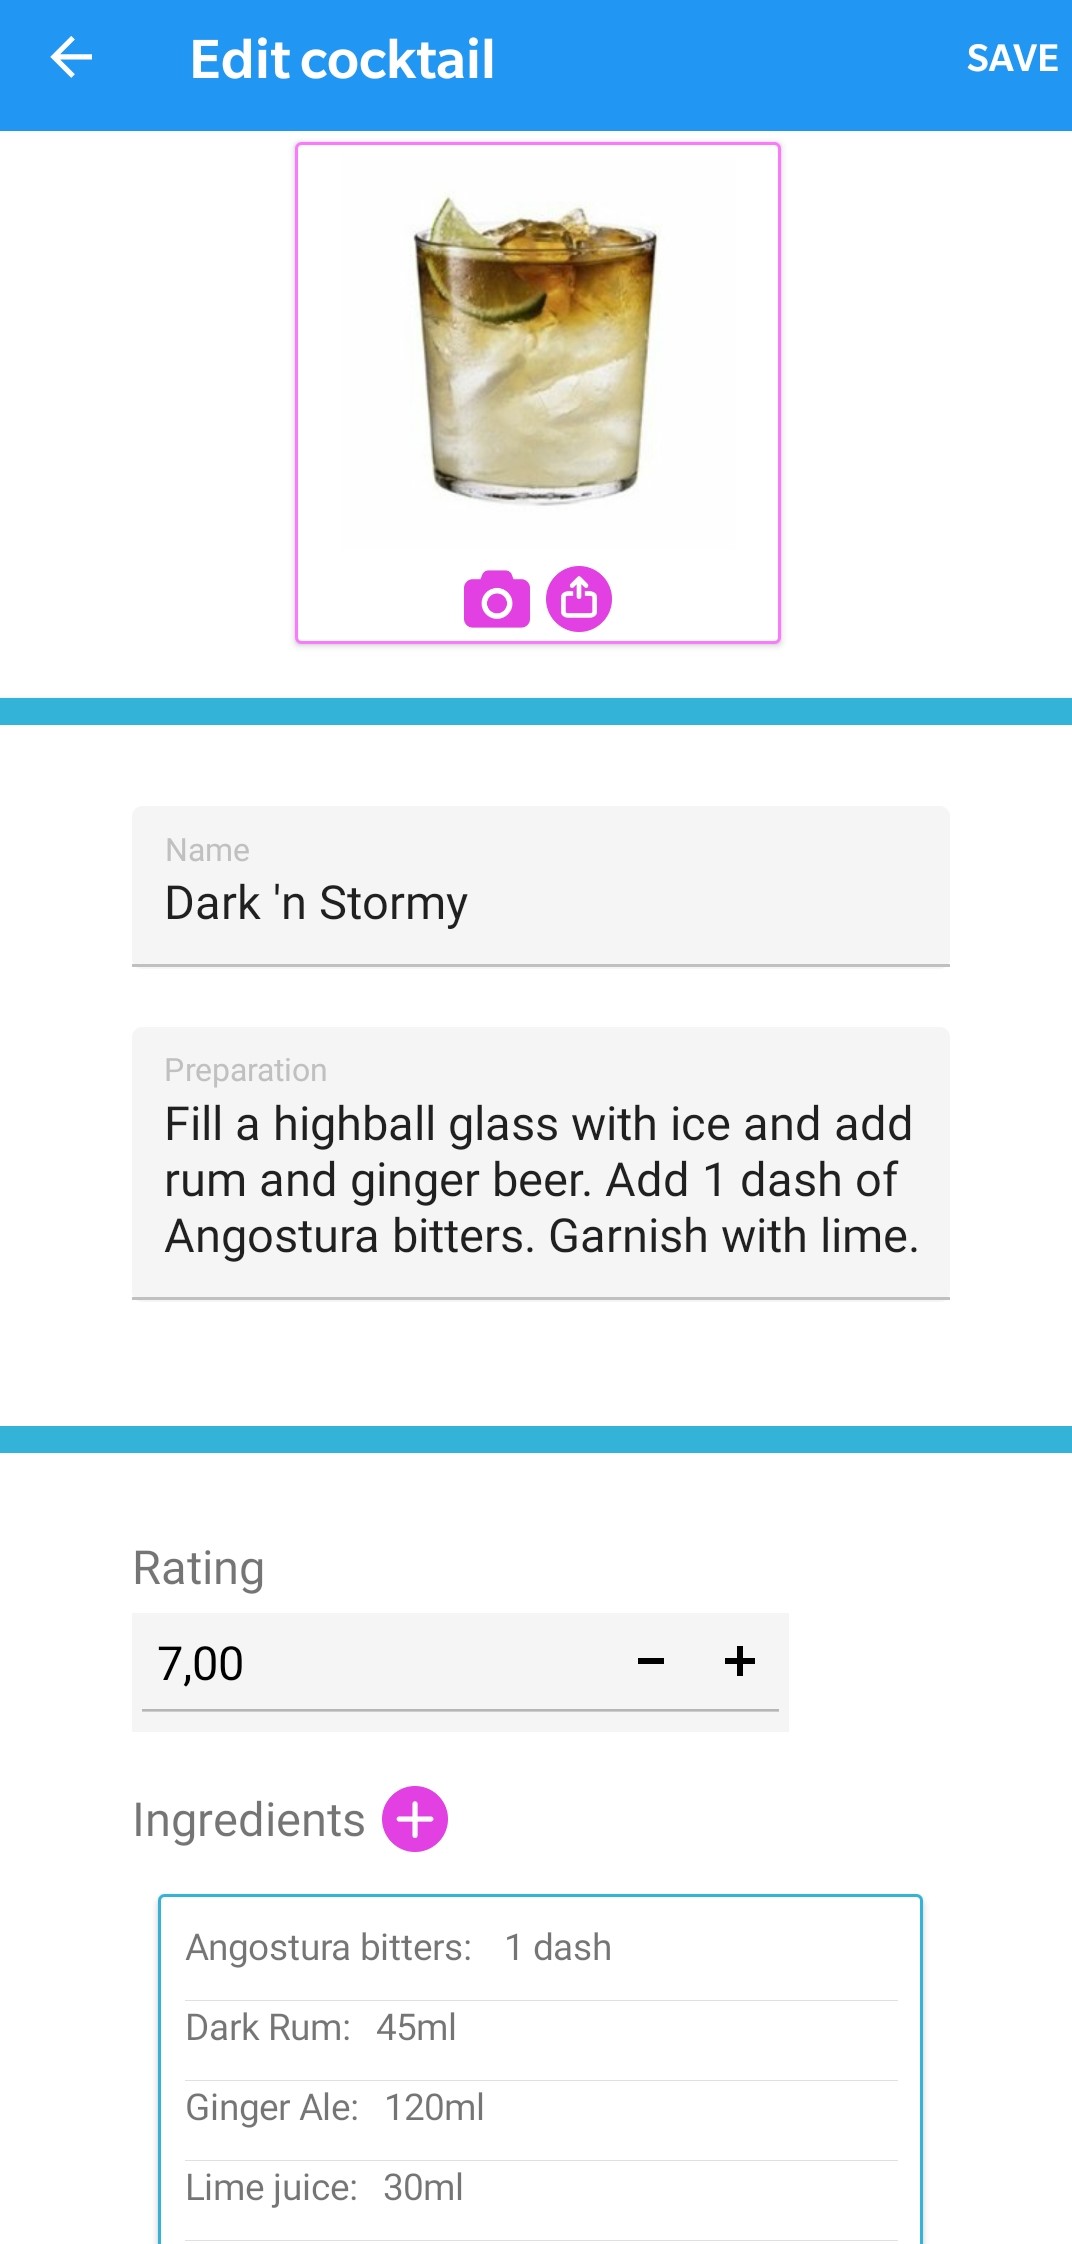 Edit cocktail
SAVE
Name
Dark 'n Stormy
Preparation
Fill a highball glass with ice and add
rum and ginger beer. Add 1 dash of
Angostura bitters. Garnish with lime.
Rating
7,00
Ingredients
Angostura bitters: 1 dash
Dark Rum: 45ml
Ginger Ale: 120ml
Lime juice: 30ml